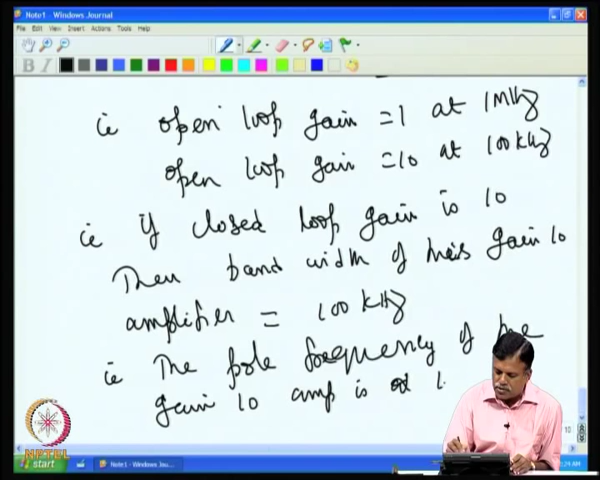 Note1 - Windows Journal
File Edit View Insert Actions Tools Help
B I
ie open loop gain = 1 at 1MHz
open loop gain = 10 at 100KHz
ie if closed loop gain is 10
Then band width of this gain 10
amplifier = 100KHz
ie The pole frequency of the
gain 10 amp is at 1
NPTEL
start Note1 - Windows Jou...